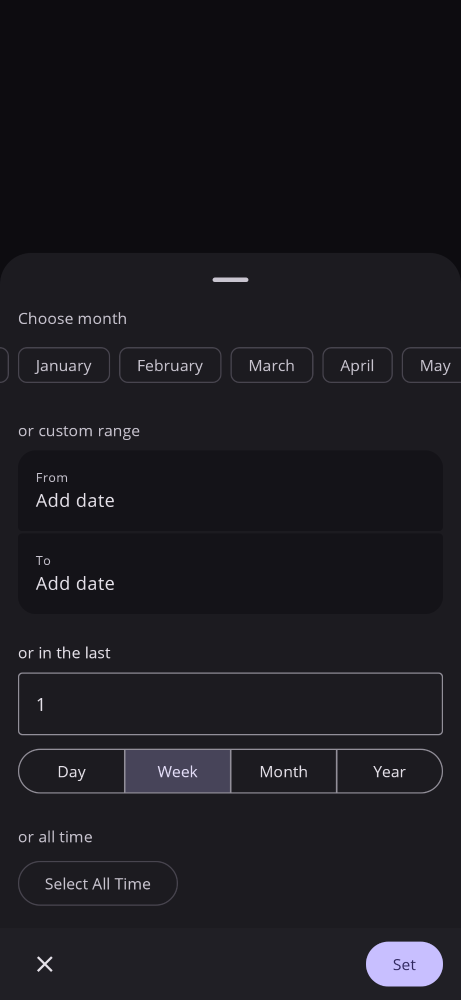 Choose month
January February March April May
or custom range
From
Add date
To
Add date
or in the last
1
Day Week Month Year
or all time
Select All Time
Set